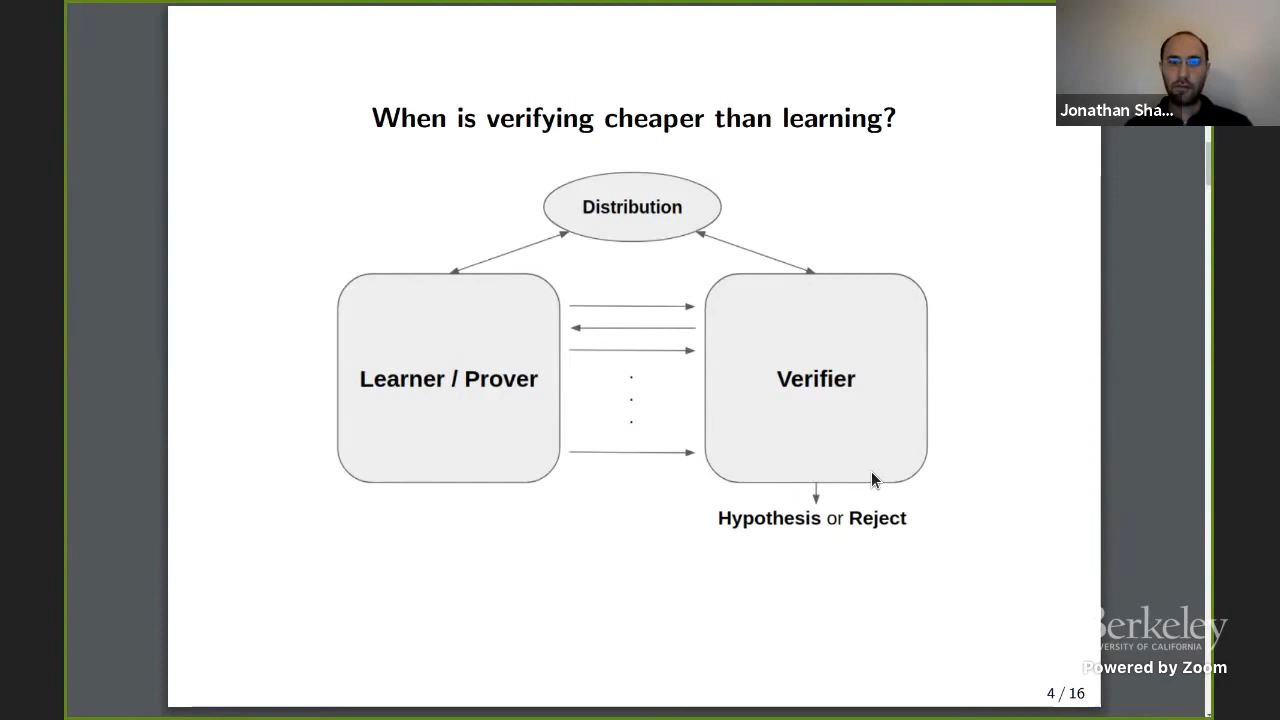 When is verifying cheaper than learning?
Jonathan Sha...
Distribution
Learner / Prover
Verifier
Hypothesis or Reject
Berkeley
VERSITY OF CALIFORNIA
Powered by Zoom
4 / 16